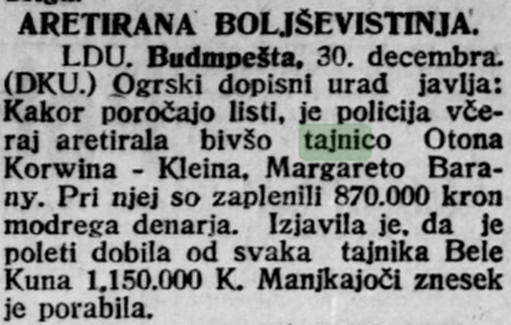 ARETIRANA BOLJŠEVISTINJA.
LDU. Budmpešta, 30. decembra.
(DKU.) Ogrski dopisni urad javlja:
Kakor poročajo listi, je policija vče-
raj aretirala bivšo tajnico Otona
Korwina - Kleina, Margareto Bara-
ny. Pri njej so zaplenili 870.000 kron
modrega denarja. Izjavila je, da je
poleti dobila od svaka tajnika Bele
Kuna 1,150.000 K. Manjkajoči znesek
je porabila.